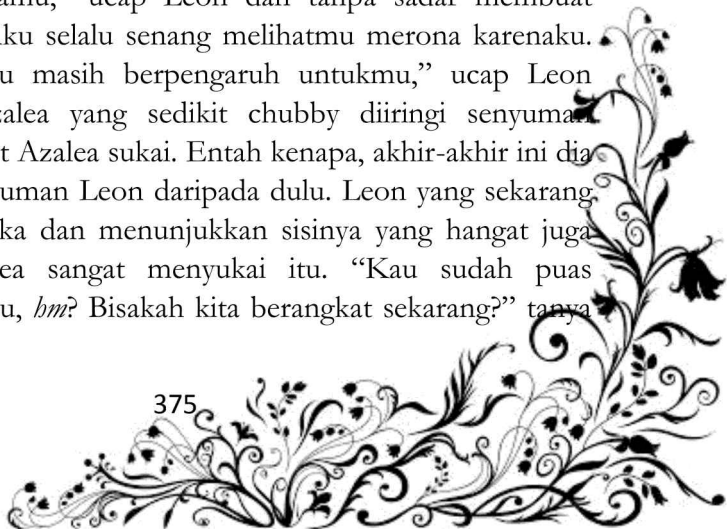 ucap Leon dan tanpa sadar membuat
ku selalu senang melihatmu merona karenaku.
u masih berpengaruh untukmu,” ucap Leon
zalea yang sedikit chubby diiringi senyuman
t Azalea sukai. Entah kenapa, akhir-akhir ini dia
uman Leon daripada dulu. Leon yang sekarang
ka dan menunjukkan sisinya yang hangat juga
ea sangat menyukai itu. “Kau sudah puas
u, hm? Bisakah kita berangkat sekarang?” tanya
375